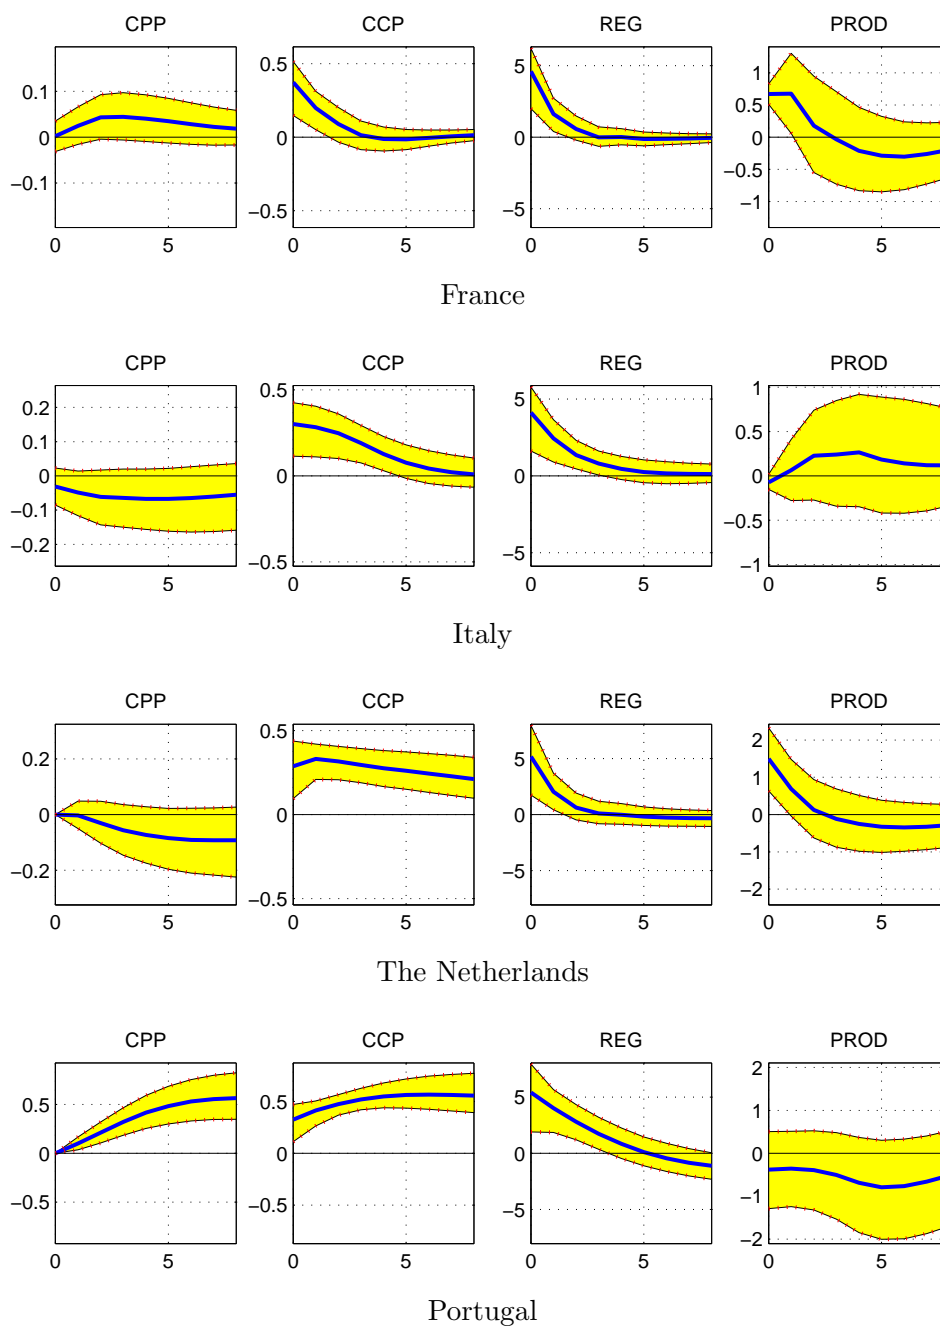 CPP CCP REG PROD
0.1 0 −0.1 0 5
0.5 0 −0.5 0 5
5 0 −5 0 5
1 0.5 0 −0.5 −1 0 5
France
CPP CCP REG PROD
0.2 0.1 0 −0.1 −0.2 0 5
0.5 0 −0.5 0 5
5 0 −5 0 5
1 0.5 0 −0.5 −1 0 5
Italy
CPP CCP REG PROD
0.2 0 −0.2 0 5
0.5 0 −0.5 0 5
5 0 −5 0 5
2 1 0 −1 −2 0 5
The Netherlands
CPP CCP REG PROD
0.5 0 −0.5 0 5
0.5 0 −0.5 0 5
5 0 −5 0 5
2 1 0 −1 −2 0 5
Portugal